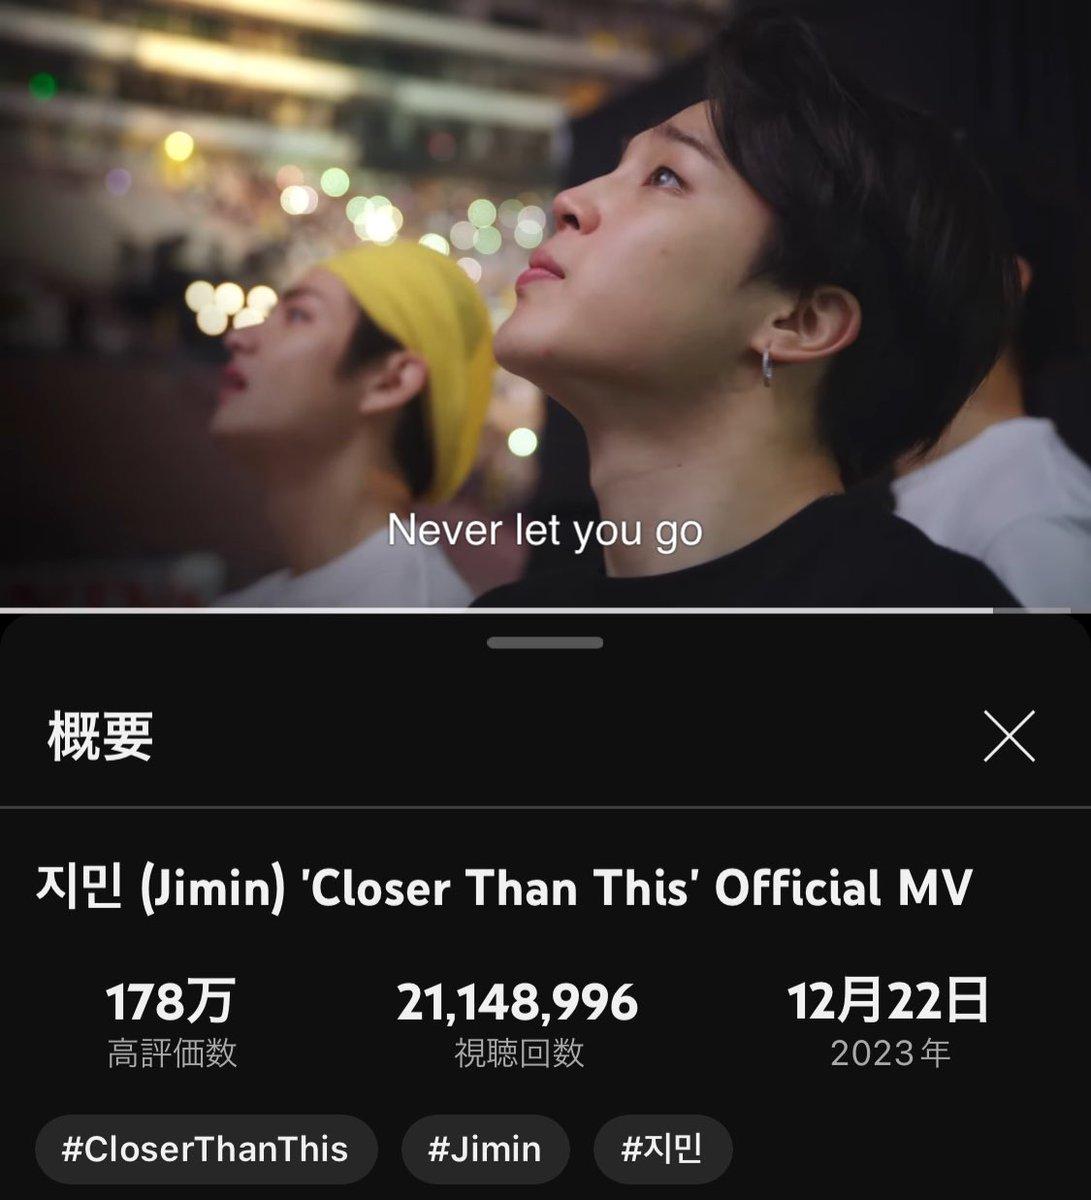 Never let you go
概要
지민 (Jimin) 'Closer Than This' Official MV
178万 21,148,996 12月22日
高評価数 視聴回数 2023年
#CloserThanThis #Jimin #지민